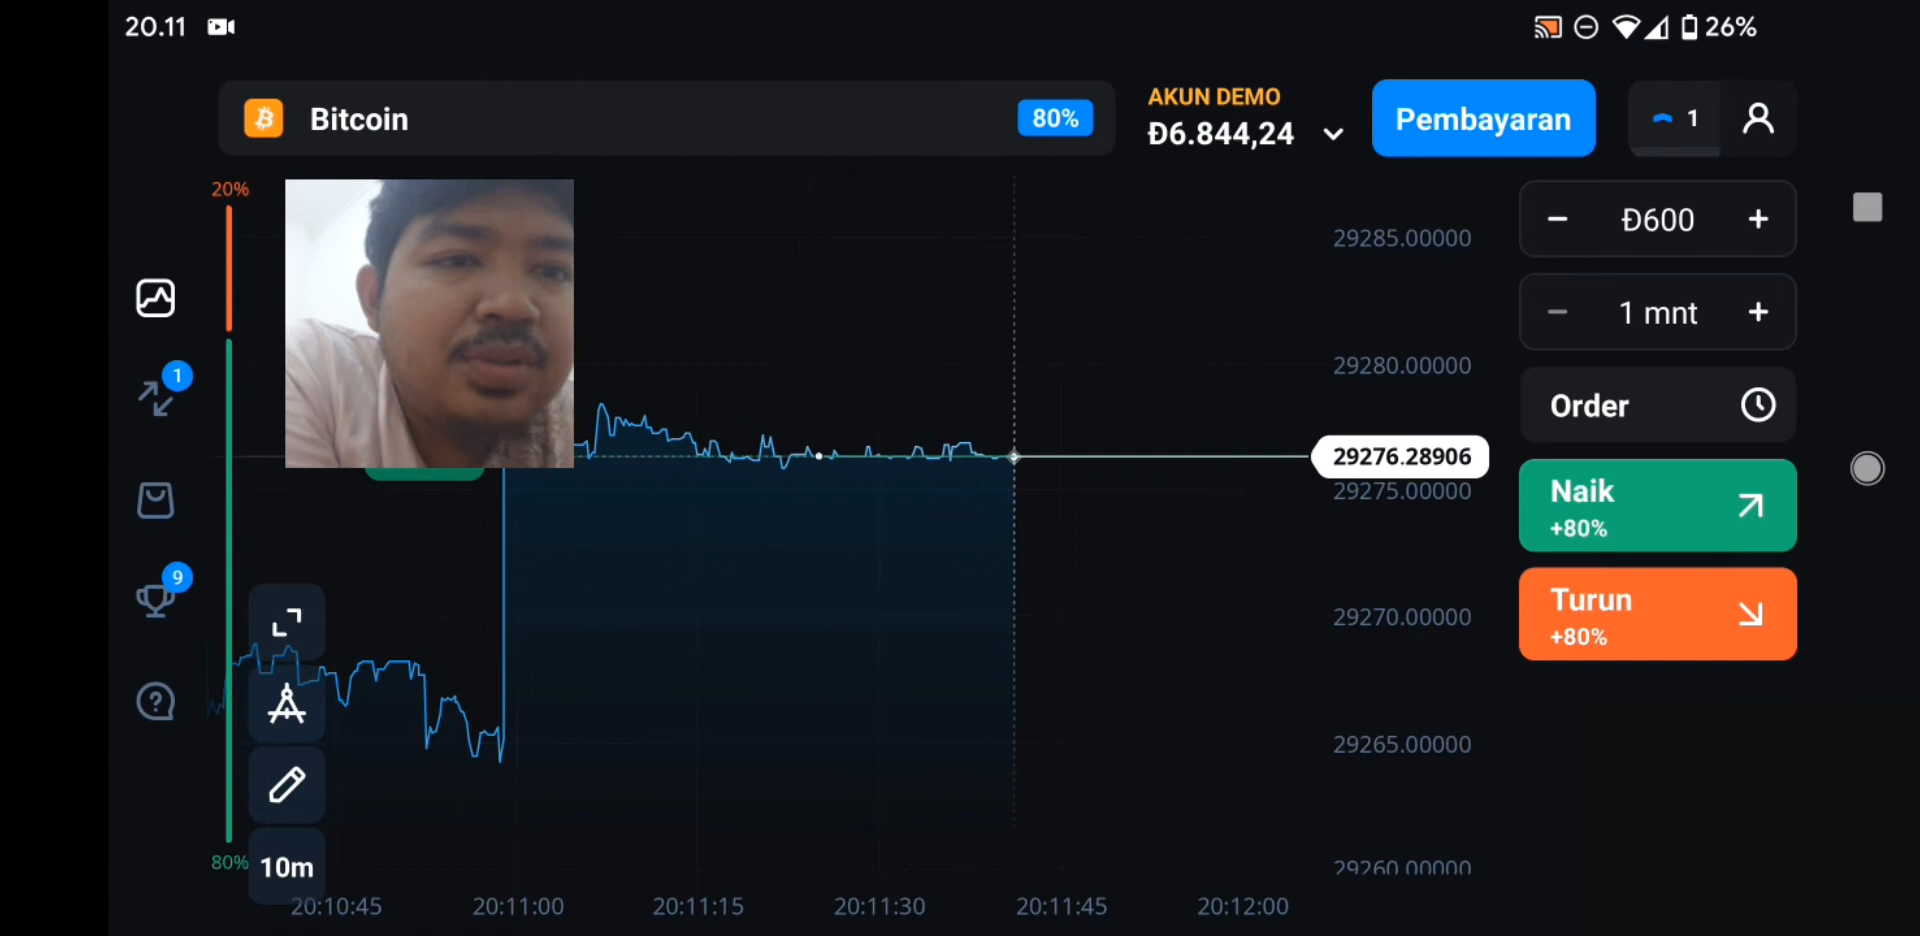 20.11
26%
Bitcoin
80%
AKUN DEMO
Đ6.844,24
Pembayaran
1
20%
29285.00000
Đ600
29280.00000
1 mnt
1
Order
29276.28906
29275.00000
Naik
+80%
9
29270.00000
Turun
+80%
29265.00000
80%
10m
29260.00000
20:10:45
20:11:00
20:11:15
20:11:30
20:11:45
20:12:00